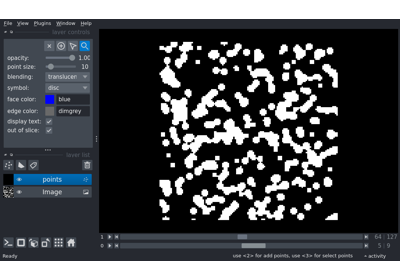 File View Plugins Window Help
layer controls
opacity: 1.00
point size: 10
blending: translucen
symbol: disc
face color: blue
edge color: dimgrey
display text:
out of slice:
layer list
points
Image
1 64 127
0 5 9
Ready use <2> for add points, use <3> for select points activity